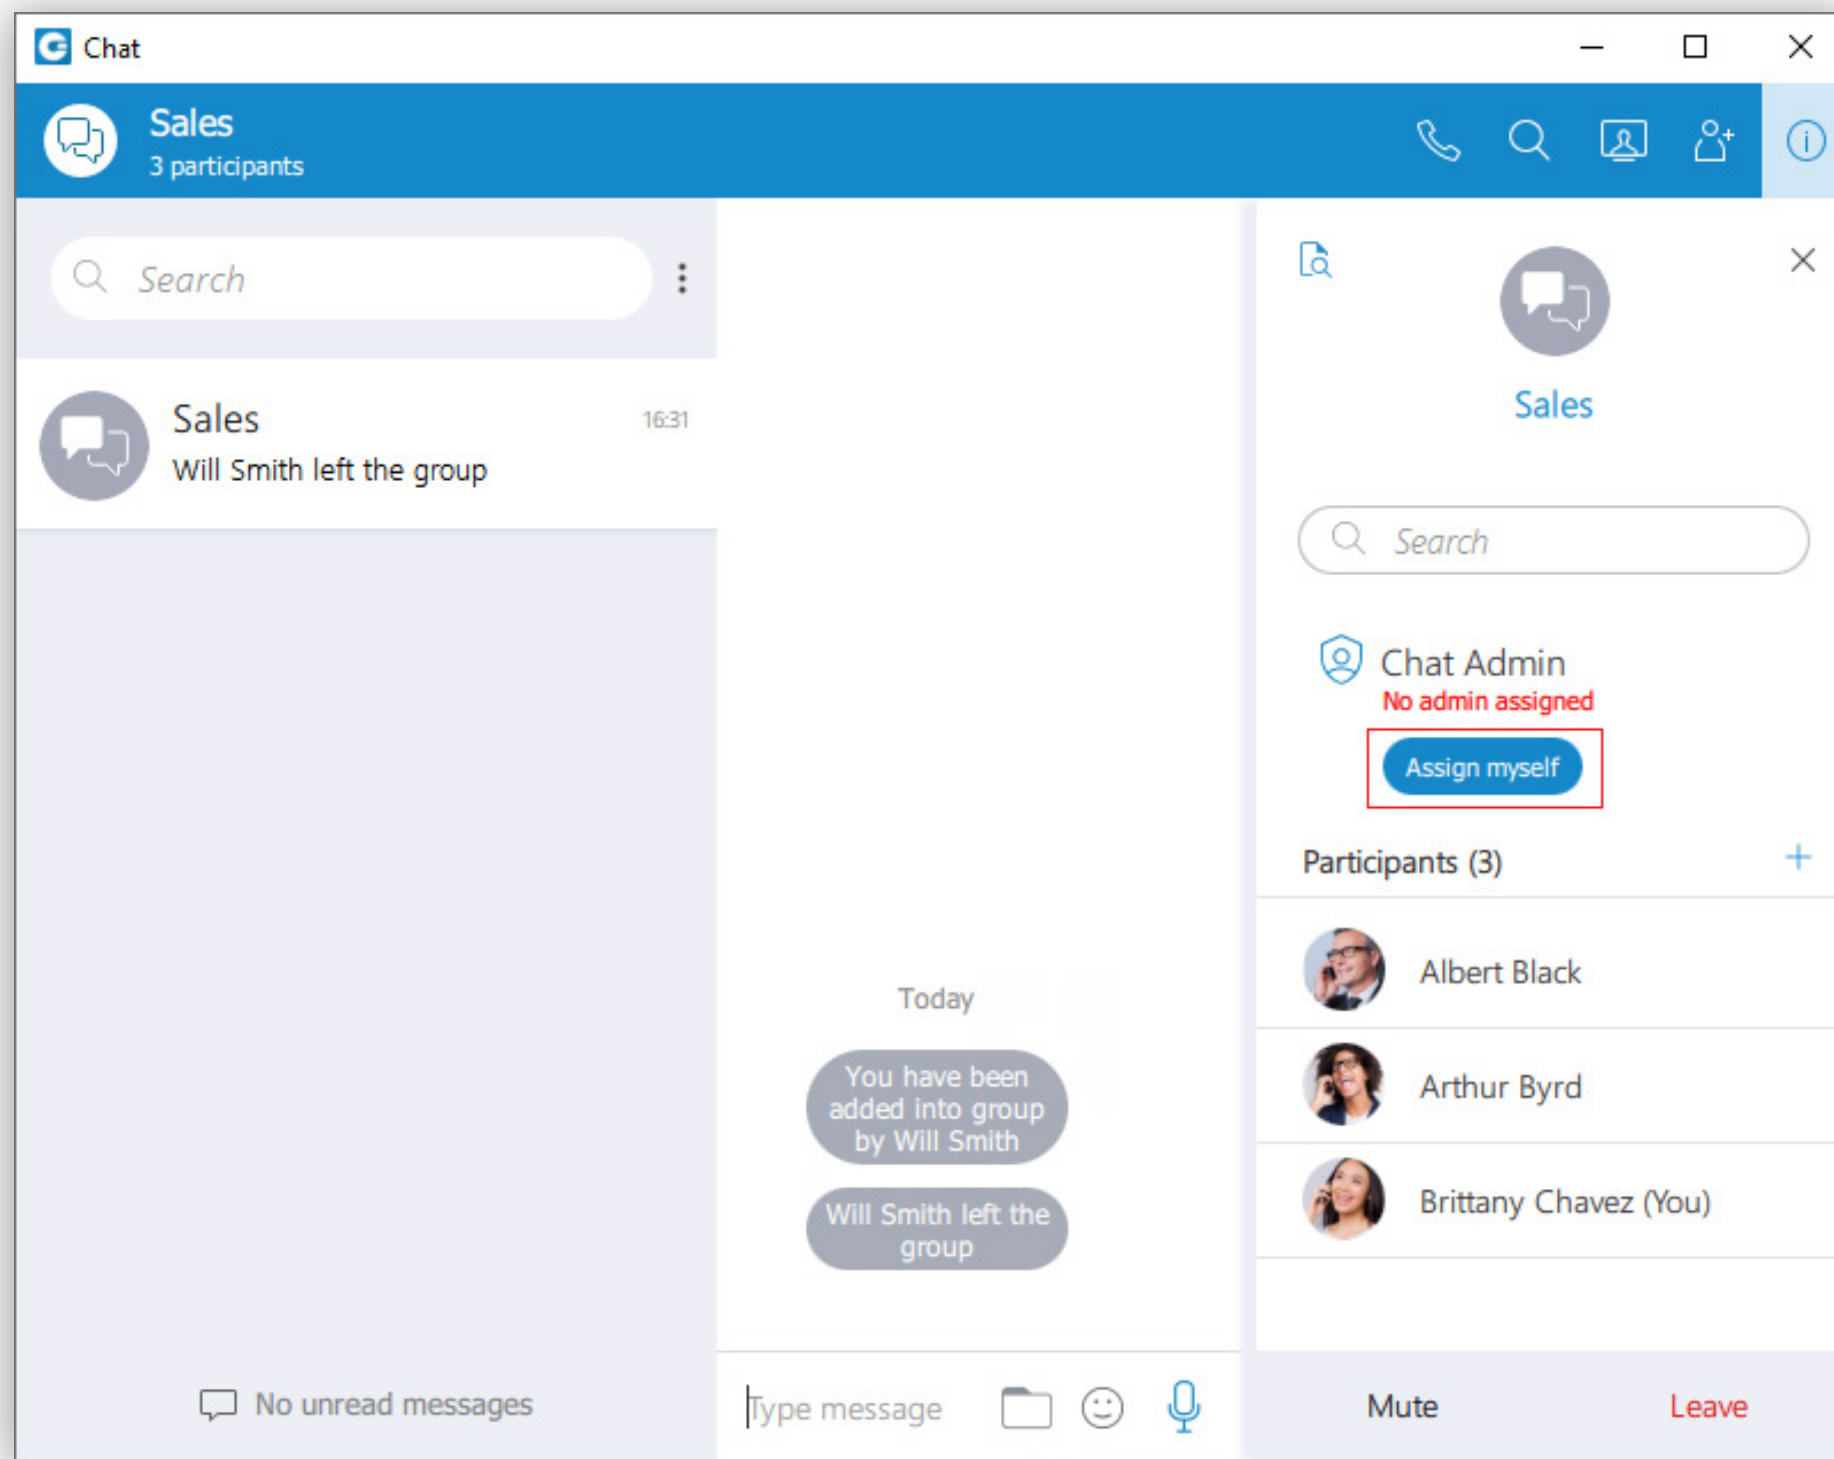 Chat
Sales
3 participants
Search
Sales
16:31
Will Smith left the group
No unread messages
Today
You have been
added into group
by Will Smith
Will Smith left the
group
Type message
Sales
Search
Chat Admin
No admin assigned
Assign myself
Participants (3)
Albert Black
Arthur Byrd
Brittany Chavez (You)
Mute
Leave